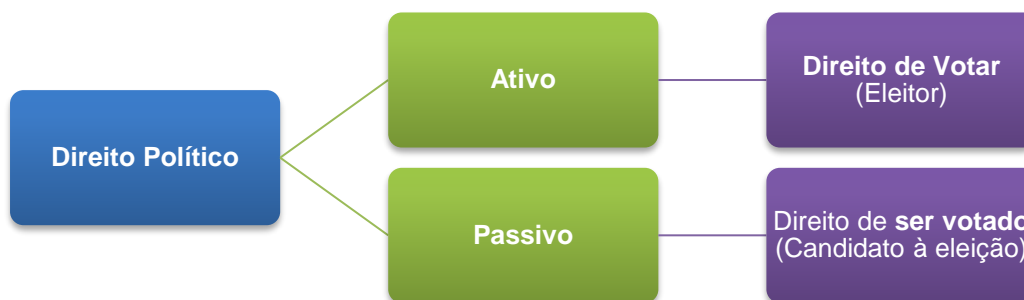 Direito Político
Ativo
Direito de Votar
(Eleitor)
Passivo
Direito de ser votado
(Candidato à eleição)